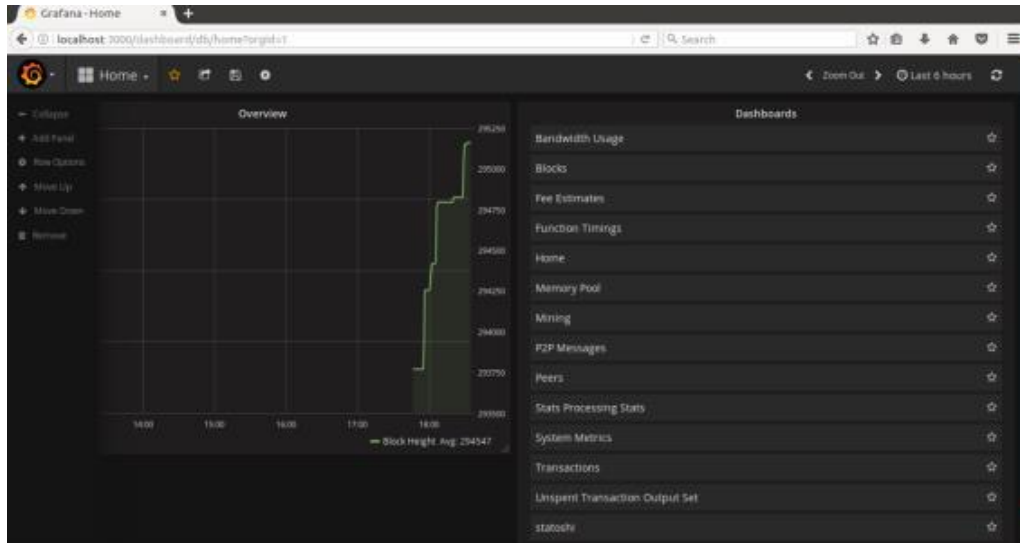 Grafana - Home
localhost:3000/dashboard/db/home?orgId=1
Search
Home
Zoom Out
Last 6 hours
Collapse
Add Panel
Row Options
Move Up
Move Down
Remove
Overview
295250
295000
294750
294500
294250
294000
293750
293500
14:00
15:00
16:00
17:00
18:00
Block Height Avg: 294547
Dashboards
Bandwidth Usage
Blocks
Fee Estimates
Function Timings
Home
Memory Pool
Mining
P2P Messages
Peers
Stats Processing Stats
System Metrics
Transactions
Unspent Transaction Output Set
statoshi